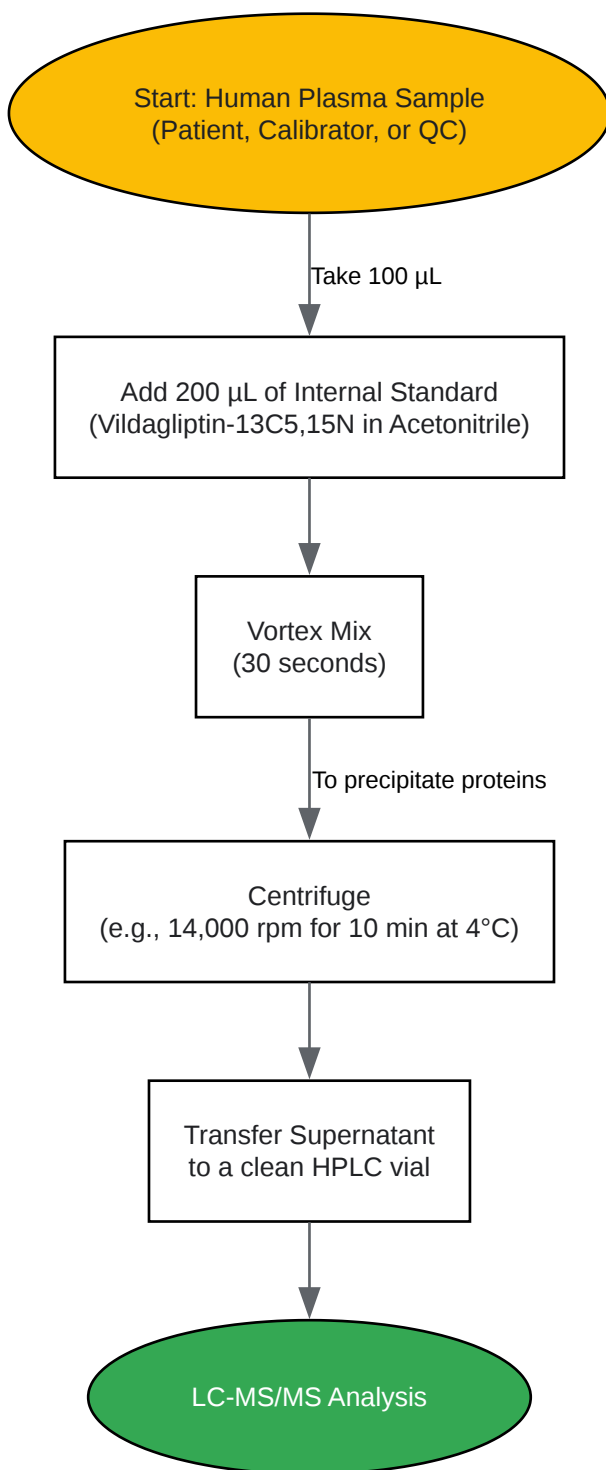 Start: Human Plasma Sample
(Patient, Calibrator, or QC)
Take 100 µL
Add 200 µL of Internal Standard
(Vildagliptin-13C5,15N in Acetonitrile)
Vortex Mix
(30 seconds)
To precipitate proteins
Centrifuge
(e.g., 14,000 rpm for 10 min at 4°C)
Transfer Supernatant
to a clean HPLC vial
LC-MS/MS Analysis